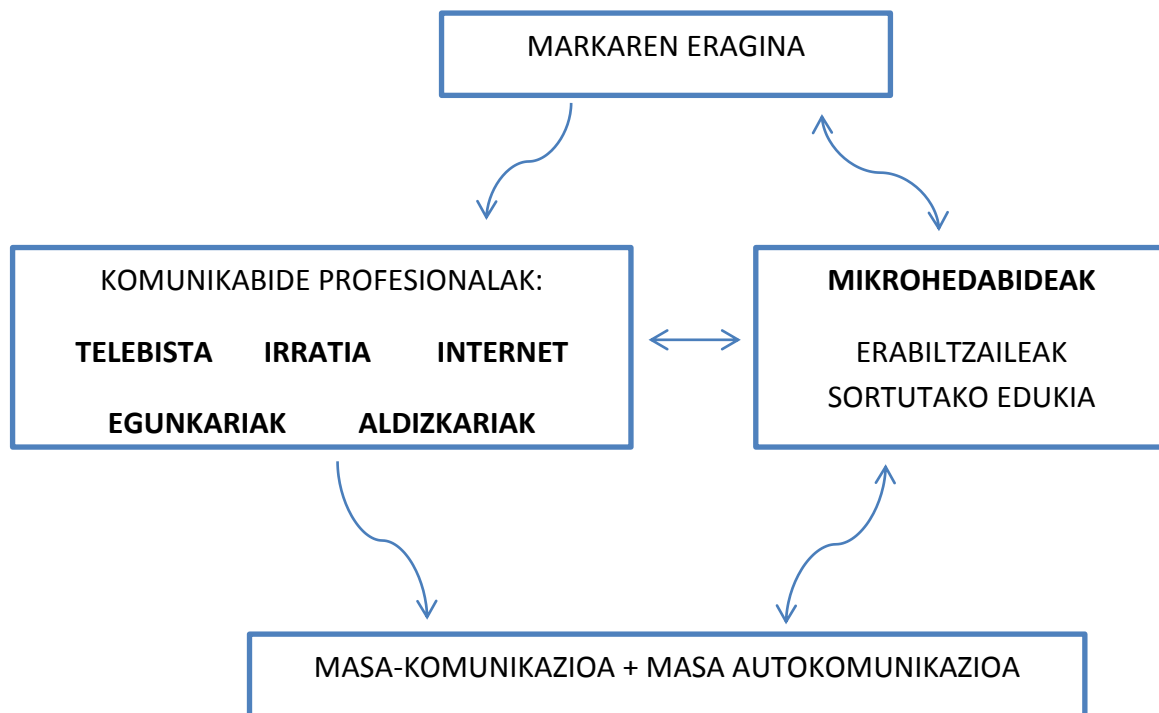 MARKAREN ERAGINA
KOMUNIKABIDE PROFESIONALAK:
TELEBISTA IRRATIA INTERNET
EGUNKARIAK ALDIZKARIAK
MIKROHEDABIDEAK
ERABILTZAILEAK
SORTUTAKO EDUKIA
MASA-KOMUNIKAZIOA + MASA AUTOKOMUNIKAZIOA